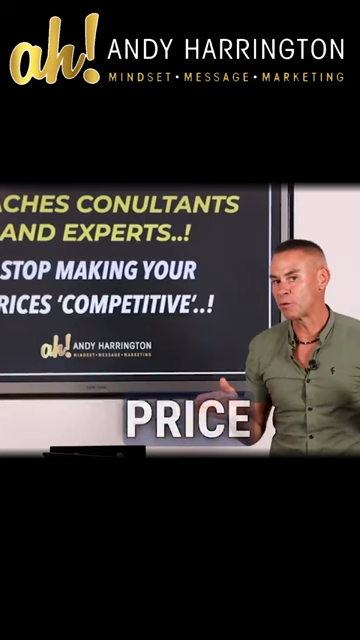 ah!
ANDY HARRINGTON
MINDSET • MESSAGE • MARKETING
ACHES CONULTANTS
AND EXPERTS..!
STOP MAKING YOUR
RICES ‘COMPETITIVE’..!
ah! ANDY HARRINGTON
MINDSET • MESSAGE • MARKETING
PRICE